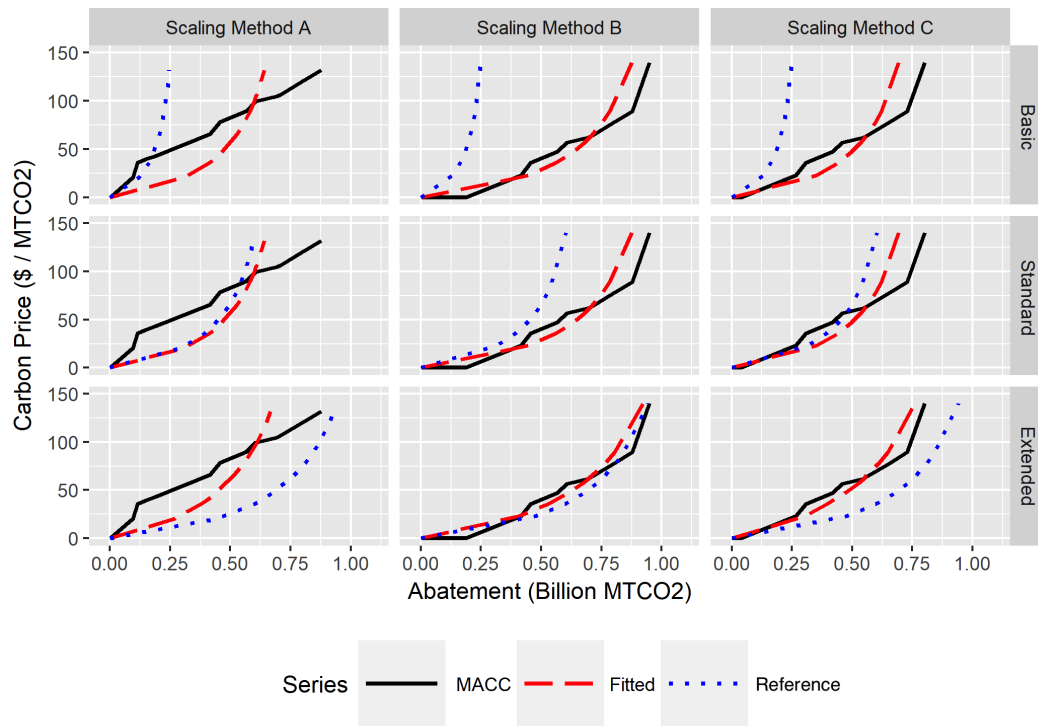 Scaling Method A Scaling Method B Scaling Method C
150
100
50
0
Basic
150
100
50
0
Standard
150
100
50
0
Extended
Carbon Price ($ / MTCO2)
0.00 0.25 0.50 0.75 1.00 0.00 0.25 0.50 0.75 1.00 0.00 0.25 0.50 0.75 1.00
Abatement (Billion MTCO2)
Series MACC Fitted Reference